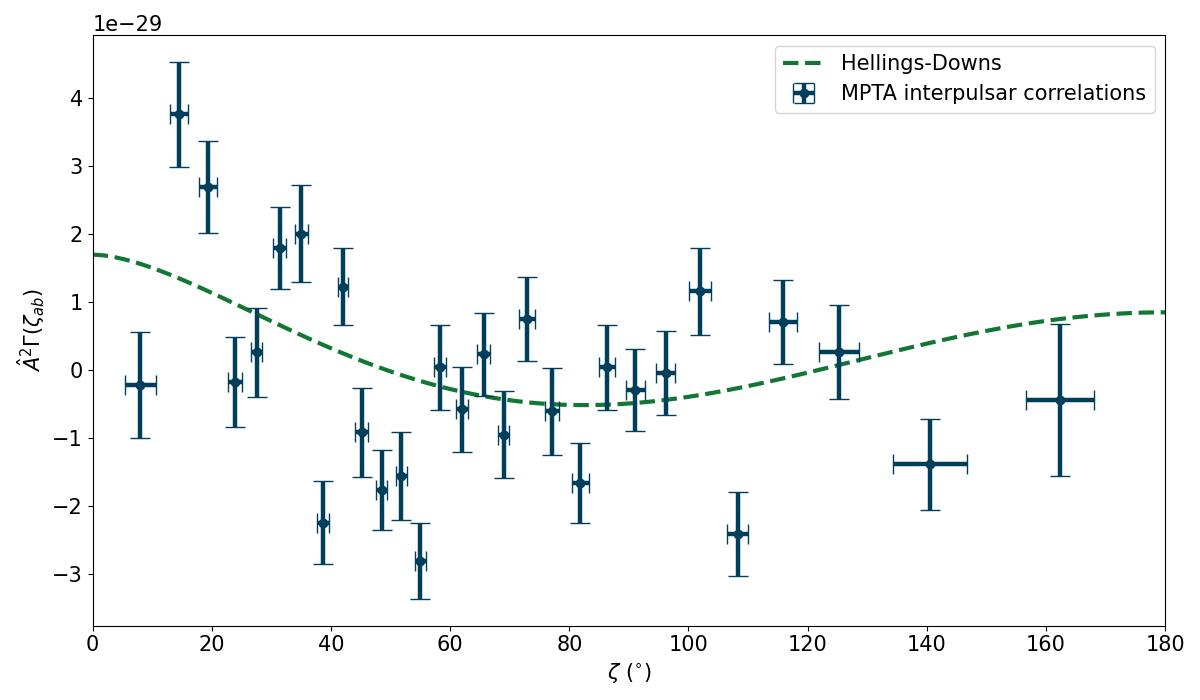 1e−29
Hellings-Downs
MPTA interpulsar correlations
4
3
2
1
0
−1
−2
−3
Â²Γ(ζ_ab)
0 20 40 60 80 100 120 140 160 180
ζ (°)